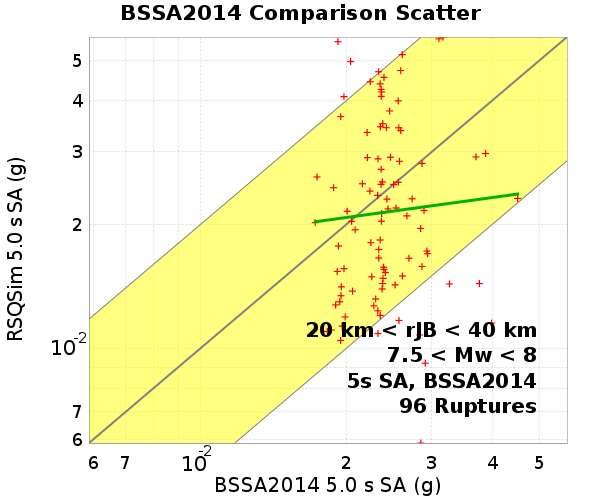 BSSA2014 Comparison Scatter
RSQSim 5.0 s SA (g)
5
4
3
2
10-2
7
6
20 km < rJB < 40 km
7.5 < Mw < 8
5s SA, BSSA2014
96 Ruptures
6 7 10-2 2 3 4 5
BSSA2014 5.0 s SA (g)